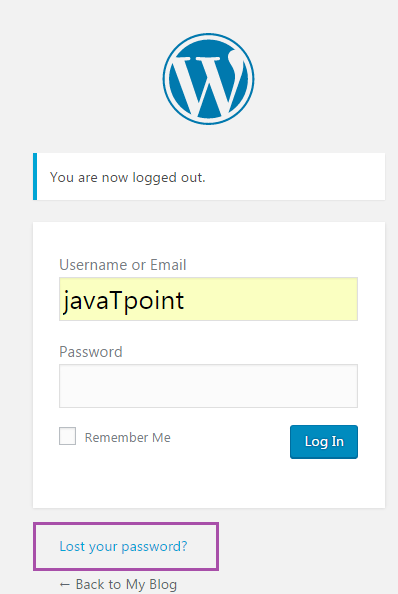 You are now logged out.
Username or Email
javaTpoint
Password
Remember Me
Log In
Lost your password?
← Back to My Blog